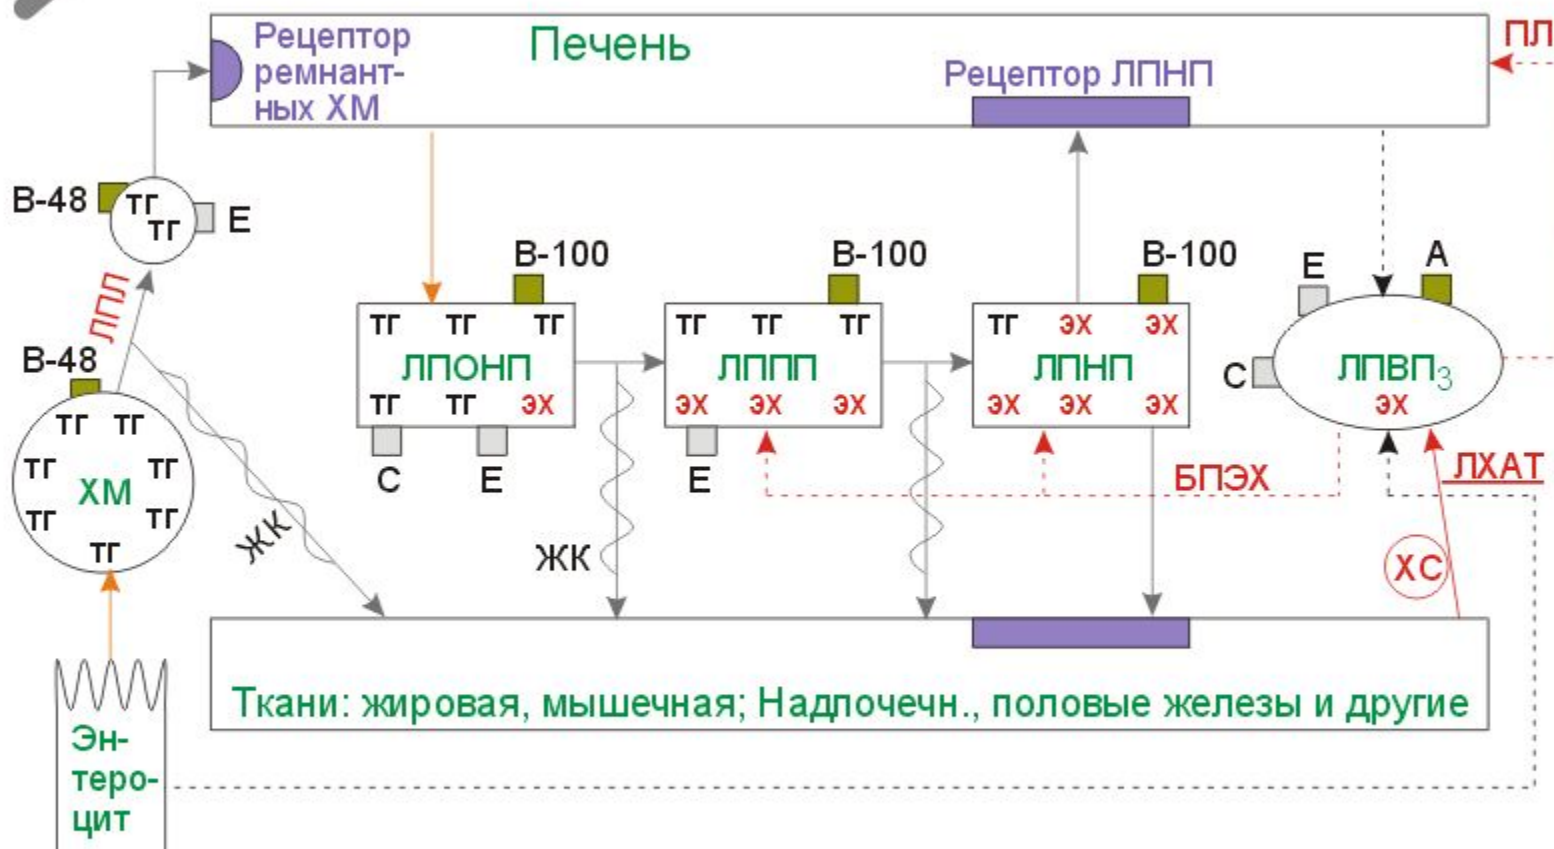 Рецептор
ремнант-
ных ХМ
Печень
Рецептор ЛПНП
ПЛ
В-48
ТГ
ТГ
Е
ЛПЛ
В-48
ТГ ТГ
ТГ ТГ
ХМ
ТГ ТГ
ТГ
ЖК
В-100
ТГ ТГ ТГ
ЛПОНП
ТГ ТГ ЭХ
С Е
ЖК
В-100
ТГ ТГ ТГ
ЛППП
ЭХ ЭХ ЭХ
Е
В-100
ТГ ЭХ ЭХ
ЛПНП
ЭХ ЭХ ЭХ
Е А
С
ЛПВП3
ЭХ
БПЭХ
ЛХАТ
ХС
Ткани: жировая, мышечная; Надпочечн., половые железы и другие
Эн-
теро-
цит